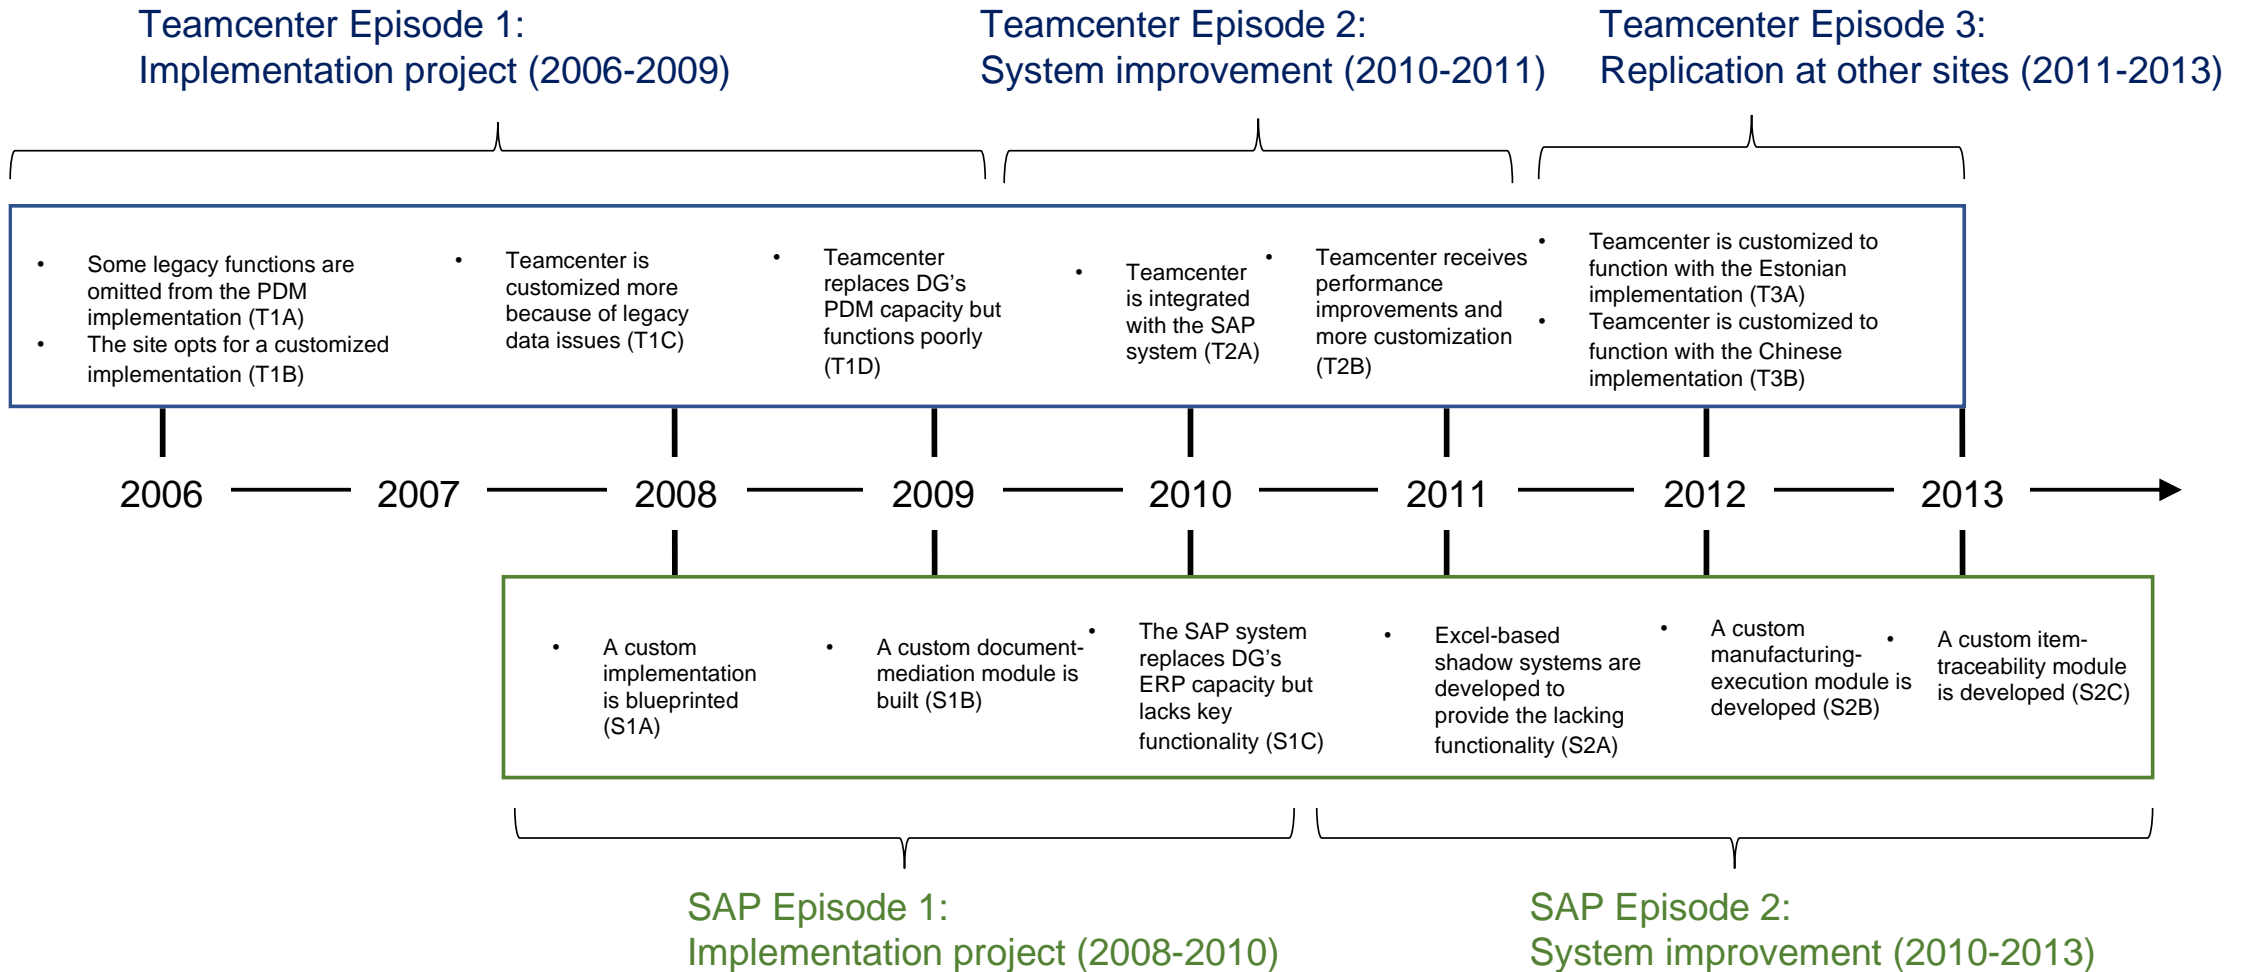 Teamcenter Episode 1:
Implementation project (2006-2009)
Teamcenter Episode 2:
System improvement (2010-2011)
Teamcenter Episode 3:
Replication at other sites (2011-2013)
• Some legacy functions are
omitted from the PDM
implementation (T1A)
• The site opts for a customized
implementation (T1B)
• Teamcenter is
customized more
because of legacy
data issues (T1C)
• Teamcenter
replaces DG’s
PDM capacity but
functions poorly
(T1D)
• Teamcenter
is integrated
with the SAP
system (T2A)
• Teamcenter receives
performance
improvements and
more customization
(T2B)
• Teamcenter is customized to
function with the Estonian
implementation (T3A)
• Teamcenter is customized to
function with the Chinese
implementation (T3B)
2006
2007
2008
2009
2010
2011
2012
2013
• A custom
implementation
is blueprinted
(S1A)
• A custom document-
mediation module is
built (S1B)
• The SAP system
replaces DG’s
ERP capacity but
lacks key
functionality (S1C)
• Excel-based
shadow systems are
developed to
provide the lacking
functionality (S2A)
• A custom
manufacturing-
execution module is
developed (S2B)
• A custom item-
traceability module
is developed (S2C)
SAP Episode 1:
Implementation project (2008-2010)
SAP Episode 2:
System improvement (2010-2013)